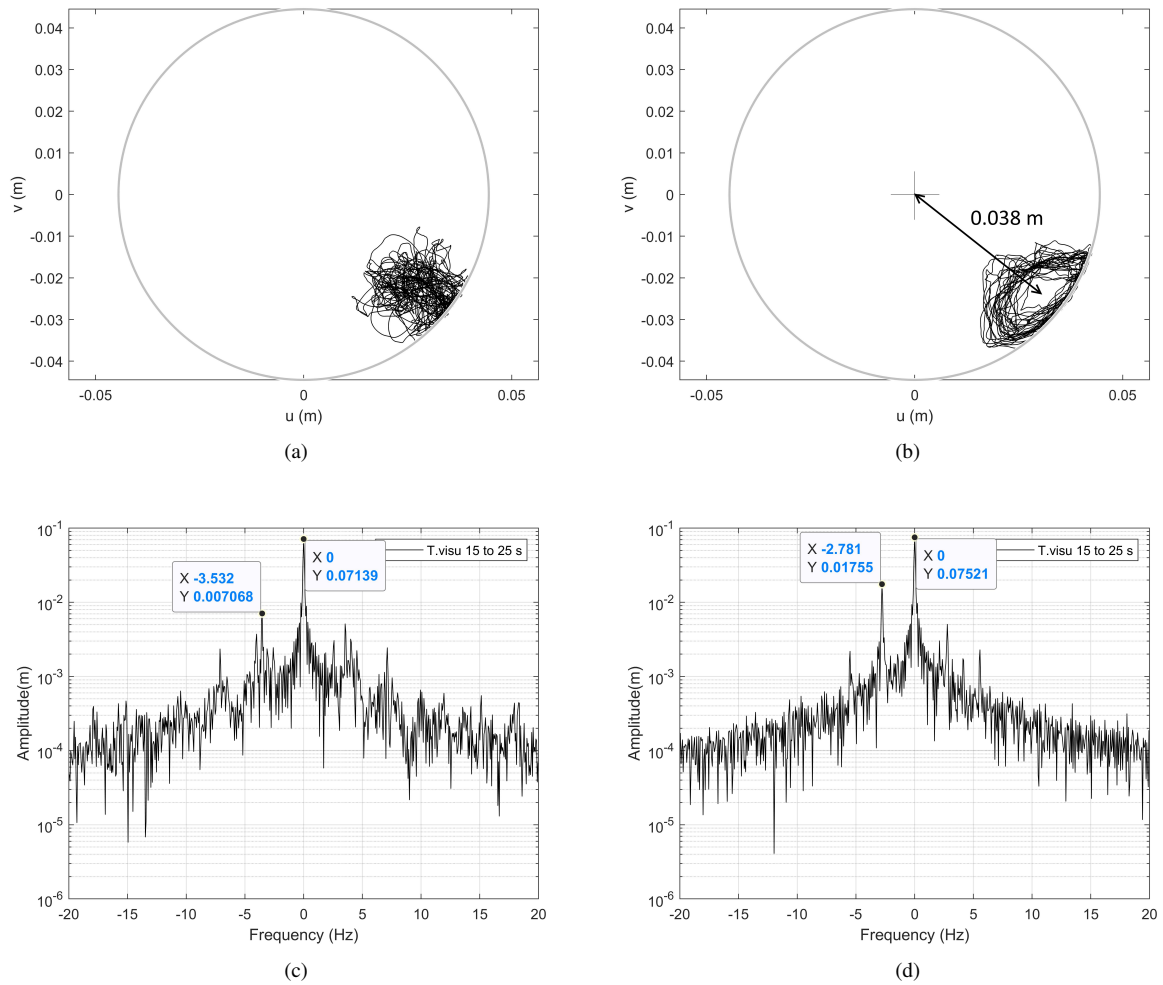 0.04
0.03
0.02
0.01
0
-0.01
-0.02
-0.03
-0.04
v (m)
-0.05
0
0.05
u (m)
(a)
0.04
0.03
0.02
0.01
0
-0.01
-0.02
-0.03
-0.04
v (m)
0.038 m
-0.05
0
0.05
u (m)
(b)
10-1
10-2
10-3
10-4
10-5
10-6
Amplitude(m)
T.visu 15 to 25 s
X -3.532
Y 0.007068
X 0
Y 0.07139
-20
-15
-10
-5
0
5
10
15
20
Frequency (Hz)
(c)
10-1
10-2
10-3
10-4
10-5
10-6
Amplitude(m)
T.visu 15 to 25 s
X -2.781
Y 0.01755
X 0
Y 0.07521
-20
-15
-10
-5
0
5
10
15
20
Frequency (Hz)
(d)